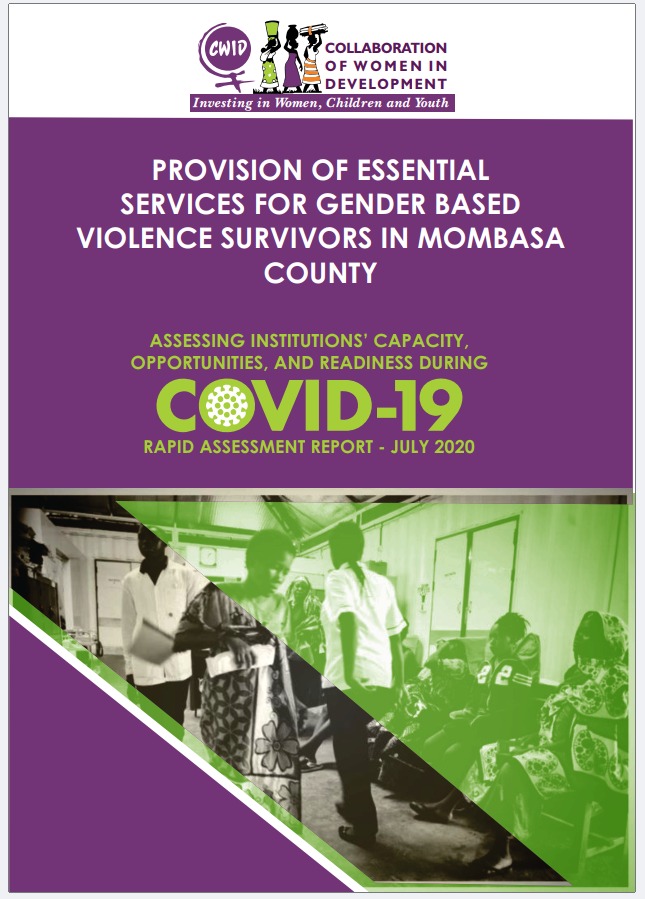 CWID
COLLABORATION
OF WOMEN IN
DEVELOPMENT
Investing in Women, Children and Youth
PROVISION OF ESSENTIAL
SERVICES FOR GENDER BASED
VIOLENCE SURVIVORS IN MOMBASA
COUNTY
ASSESSING INSTITUTIONS' CAPACITY,
OPPORTUNITIES, AND READINESS DURING
COVID-19
RAPID ASSESSMENT REPORT - JULY 2020
22